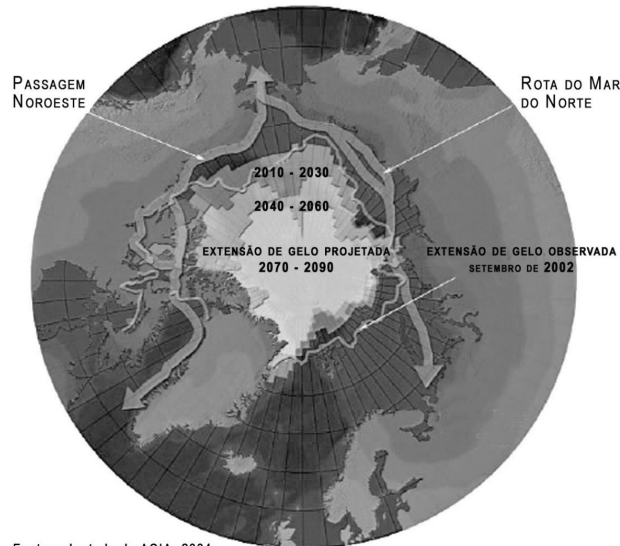 PASSAGEM
NOROESTE
ROTA DO MAR
DO NORTE
2010 - 2030
2040 - 2060
EXTENSÃO DE GELO PROJETADA
2070 - 2090
EXTENSÃO DE GELO OBSERVADA
SETEMBRO DE 2002